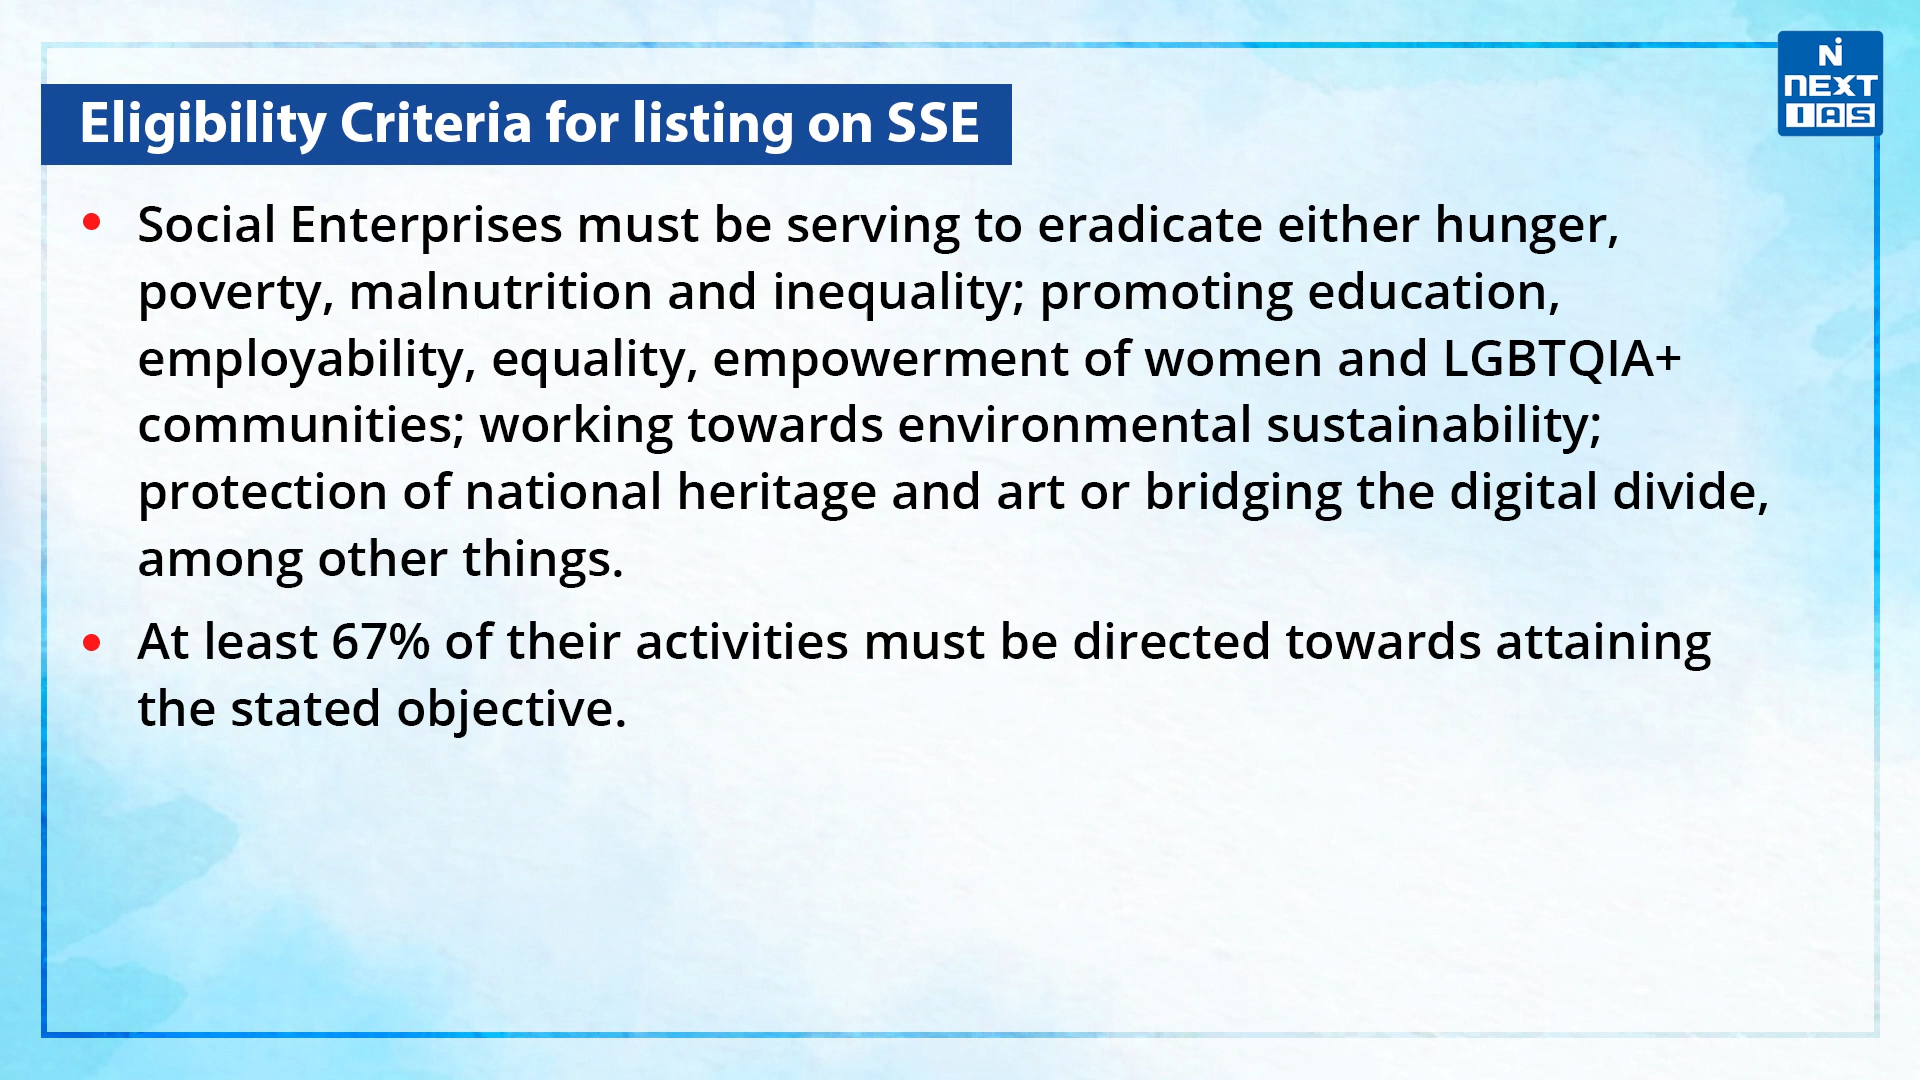 N
NEXT
IAS
Eligibility Criteria for listing on SSE
• Social Enterprises must be serving to eradicate either hunger,
poverty, malnutrition and inequality; promoting education,
employability, equality, empowerment of women and LGBTQIA+
communities; working towards environmental sustainability;
protection of national heritage and art or bridging the digital divide,
among other things.
• At least 67% of their activities must be directed towards attaining
the stated objective.